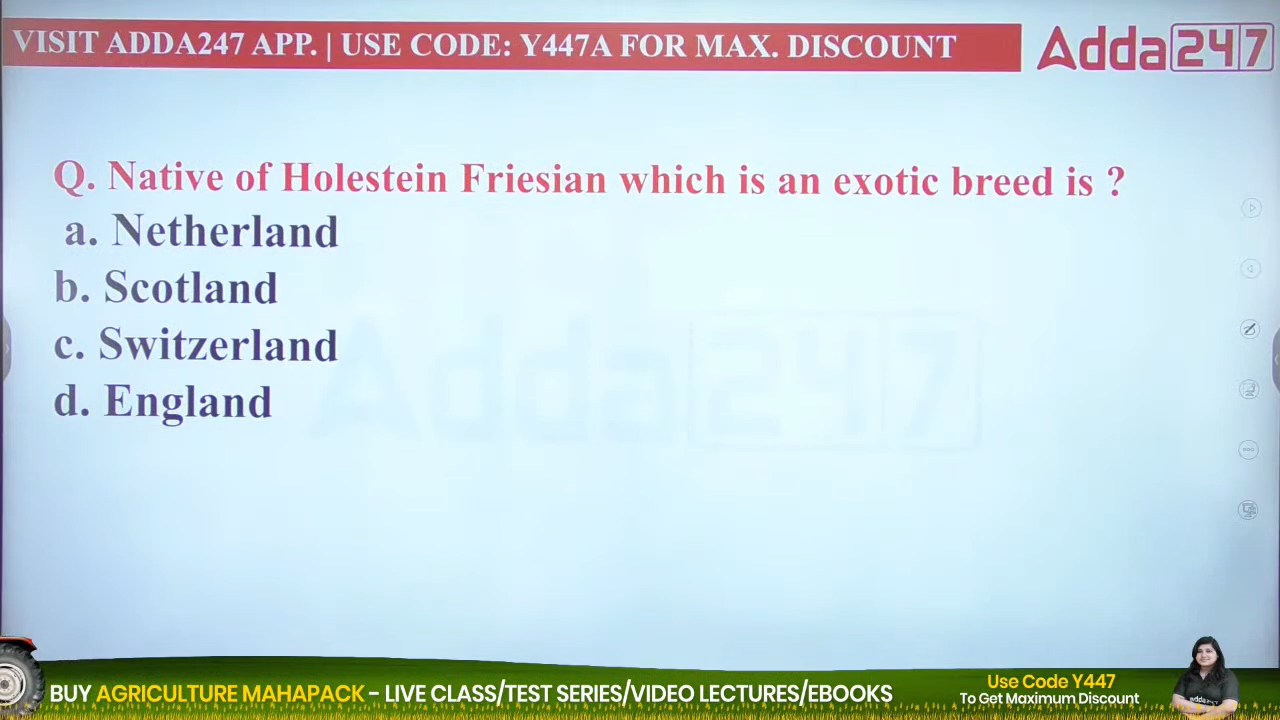 VISIT ADDA247 APP. | USE CODE: Y447A FOR MAX. DISCOUNT
Adda247
Q. Native of Holestein Friesian which is an exotic breed is ?
a. Netherland
b. Scotland
c. Switzerland
d. England
Adda247
BUY AGRICULTURE MAHAPACK – LIVE CLASS/TEST SERIES/VIDEO LECTURES/EBOOKS
Use Code Y447
To Get Maximum Discount